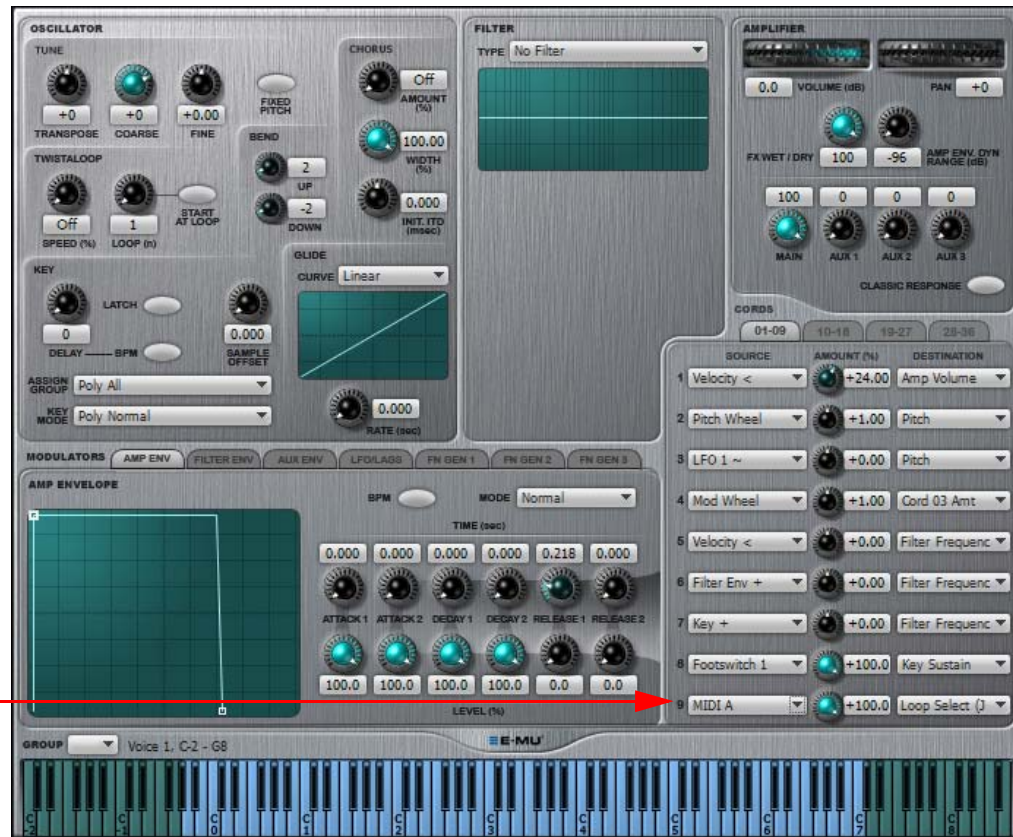 OSCILLATOR
TUNE
+0
TRANSPOSE
+0
COARSE
+0.00
FINE
FIXED
PITCH
CHORUS
Off
AMOUNT
(%)
100.00
WIDTH
(%)
0.000
INIT. ITD
(msec)
BEND
2
UP
-2
DOWN
TWISTALOOP
Off
SPEED (%)
1
LOOP (n)
START
AT LOOP
KEY
0
DELAY
BPM
LATCH
0.000
SAMPLE
OFFSET
ASSIGN
GROUP
Poly All
KEY
MODE
Poly Normal
GLIDE
CURVE Linear
0.000
RATE (sec)
FILTER
TYPE No Filter
AMPLIFIER
0.0 VOLUME (dB)
PAN +0
FX WET / DRY 100
-96 AMP ENV. DYN
RANGE (dB)
100 0 0 0
MAIN AUX 1 AUX 2 AUX 3
CLASSIC RESPONSE
CORDS
01-09 10-18 19-27 28-36
SOURCE AMOUNT (%) DESTINATION
1 Velocity < +24.00 Amp Volume
2 Pitch Wheel +1.00 Pitch
3 LFO 1 ~ +0.00 Pitch
4 Mod Wheel +1.00 Cord 03 Amt
5 Velocity < +0.00 Filter Frequenc
6 Filter Env + +0.00 Filter Frequenc
7 Key + +0.00 Filter Frequenc
8 Footswitch 1 +100.0 Key Sustain
9 MIDI A +100.0 Loop Select (J
MODULATORS AMP ENV FILTER ENV AUX ENV LFO/LAGS FN GEN 1 FN GEN 2 FN GEN 3
AMP ENVELOPE
BPM
MODE Normal
TIME (sec)
0.000 0.000 0.000 0.000 0.218 0.000
ATTACK 1 ATTACK 2 DECAY 1 DECAY 2 RELEASE 1 RELEASE 2
100.0 100.0 100.0 100.0 0.0 0.0
LEVEL (%)
GROUP
Voice 1, C-2 - G8
E-MU
C
-2
C
-1
C
0
C
1
C
2
C
3
C
4
C
5
C
6
C
7
C